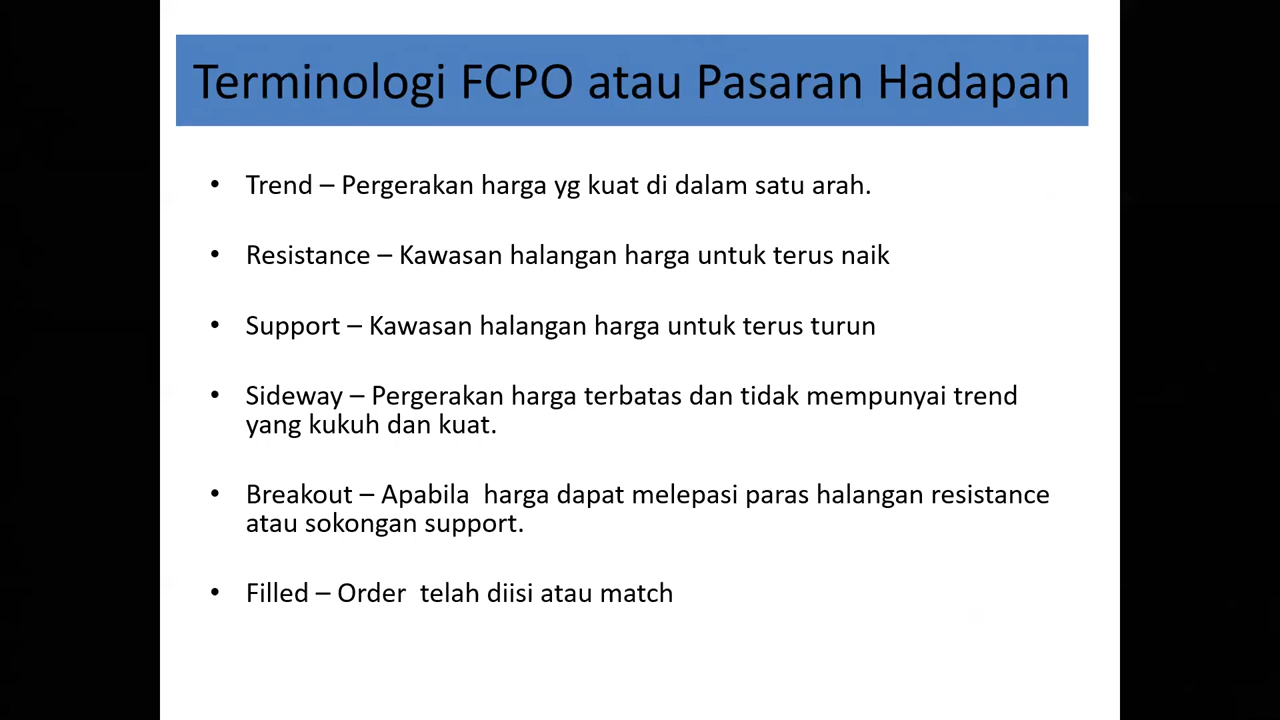 Terminologi FCPO atau Pasaran Hadapan
• Trend – Pergerakan harga yg kuat di dalam satu arah.
• Resistance – Kawasan halangan harga untuk terus naik
• Support – Kawasan halangan harga untuk terus turun
• Sideway – Pergerakan harga terbatas dan tidak mempunyai trend
yang kukuh dan kuat.
• Breakout – Apabila  harga dapat melepasi paras halangan resistance
atau sokongan support.
• Filled – Order  telah diisi atau match